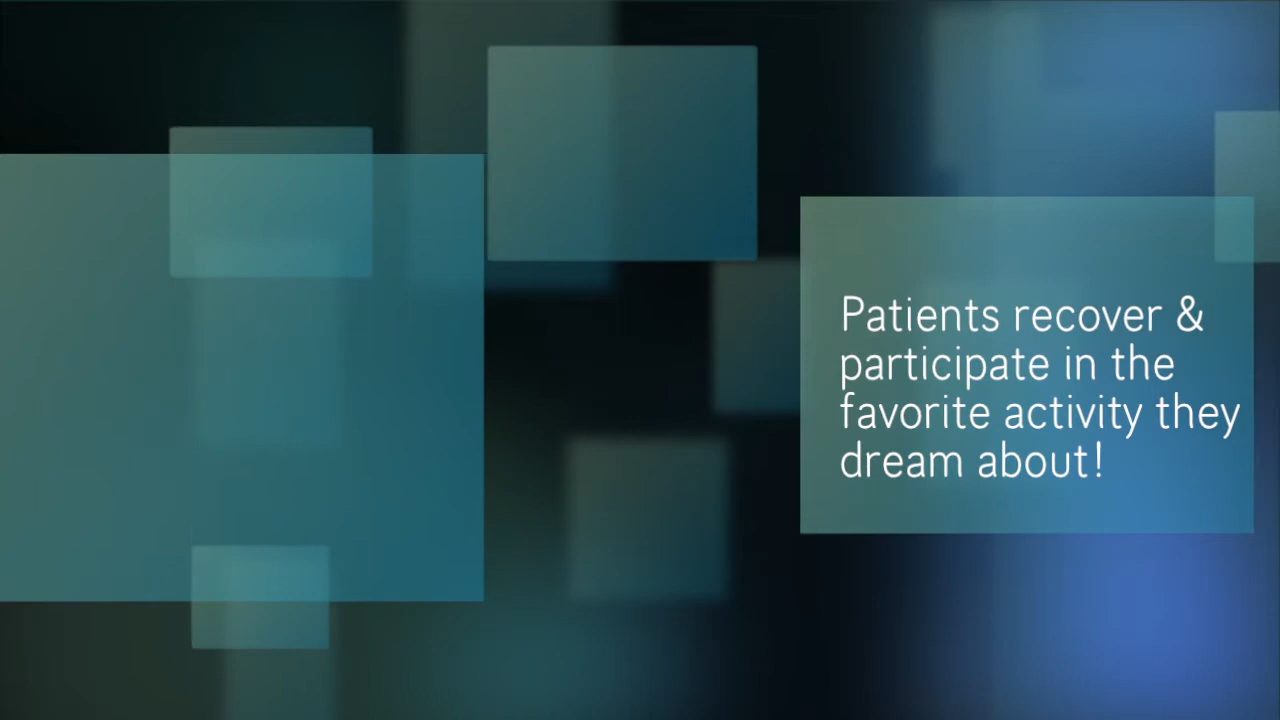 Patients recover &
participate in the
favorite activity they
dream about!